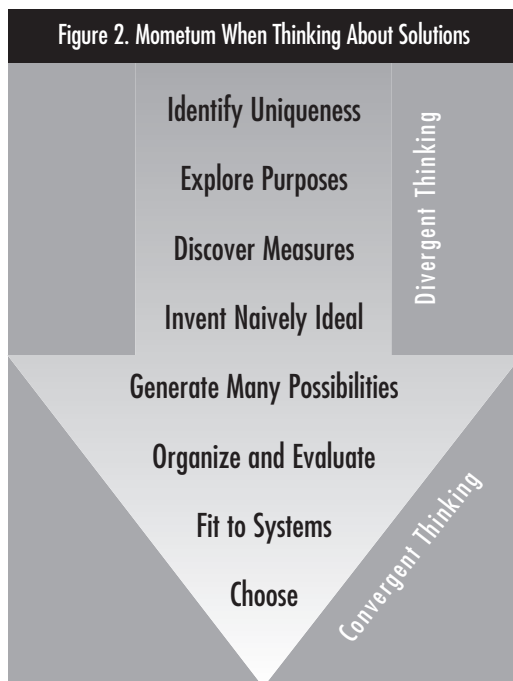 Figure 2. Mometum When Thinking About Solutions
Identify Uniqueness
Explore Purposes
Discover Measures
Invent Naively Ideal
Divergent Thinking
Generate Many Possibilities
Organize and Evaluate
Fit to Systems
Choose
Convergent Thinking